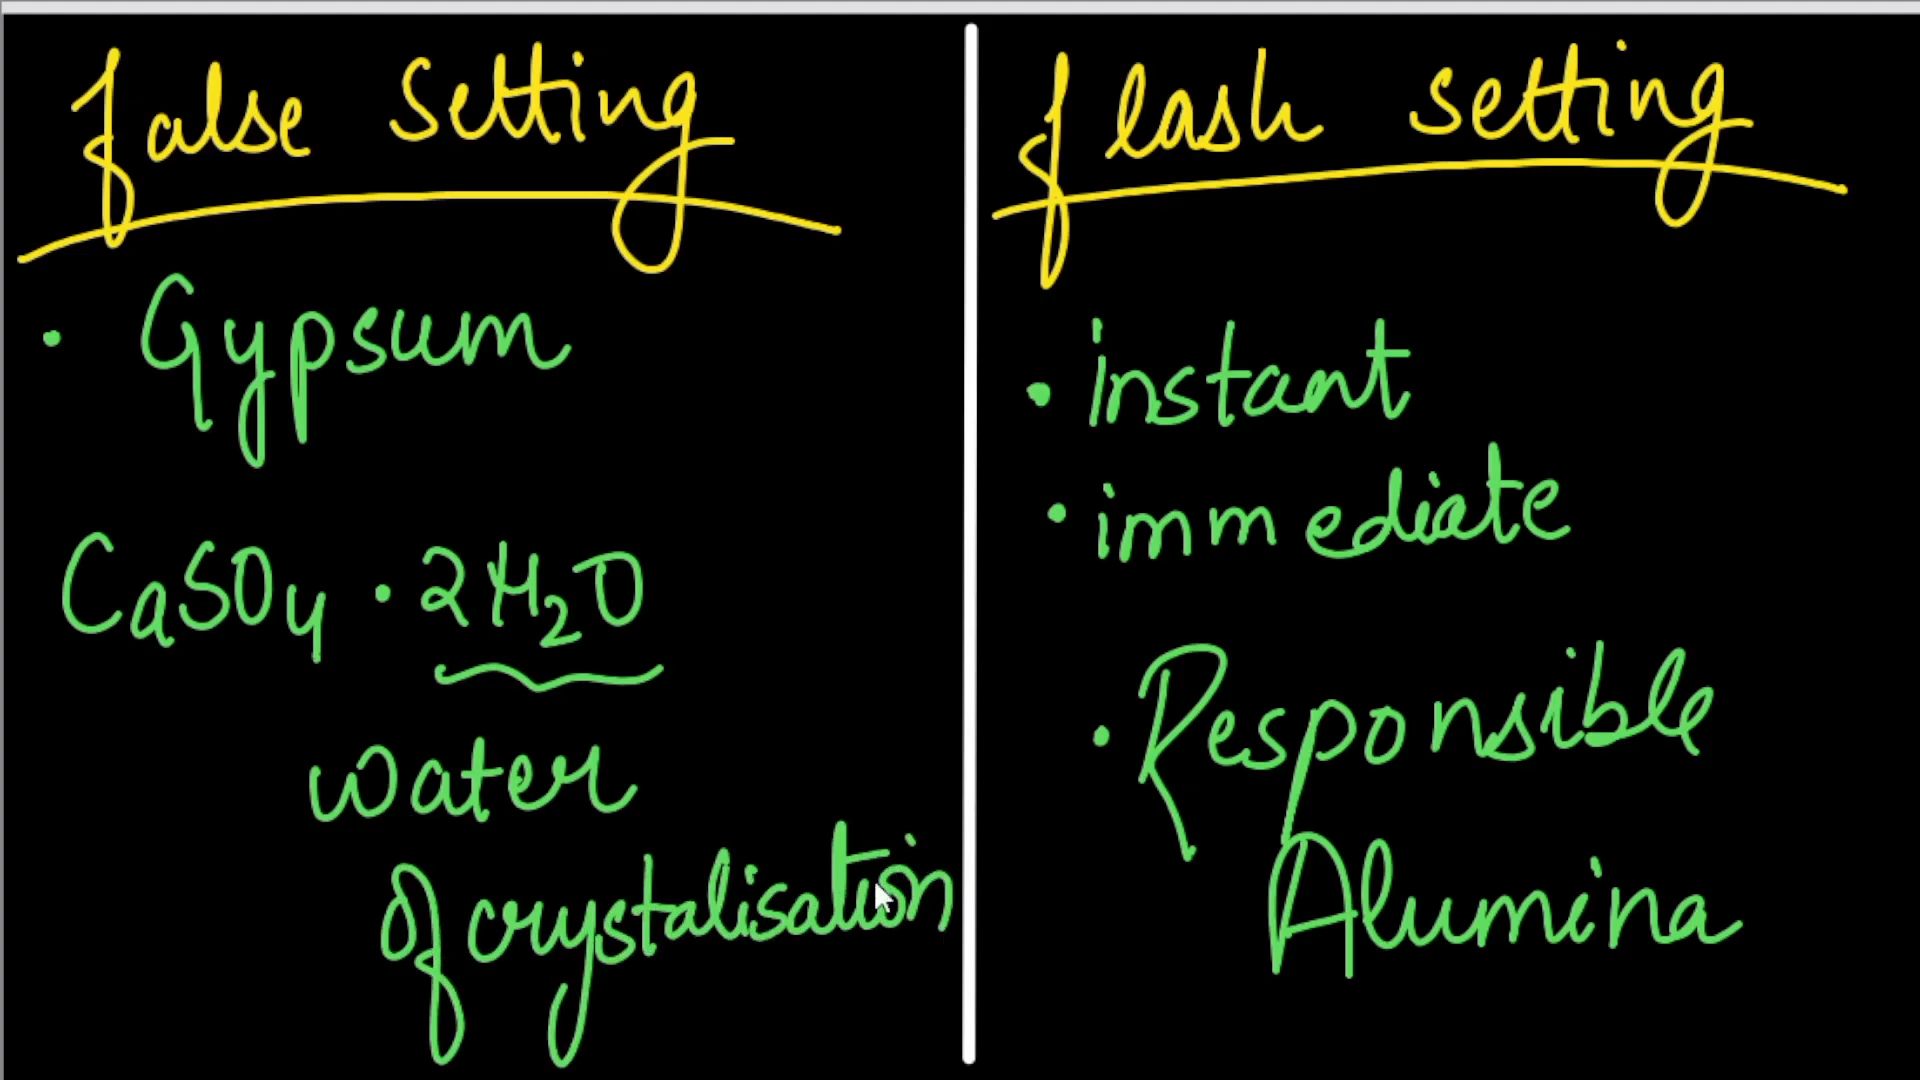 false setting
• Gypsum
CaSO4 • 2H2O
water
of crystalisation
flash setting
• instant
• immediate
• Responsible
Alumina